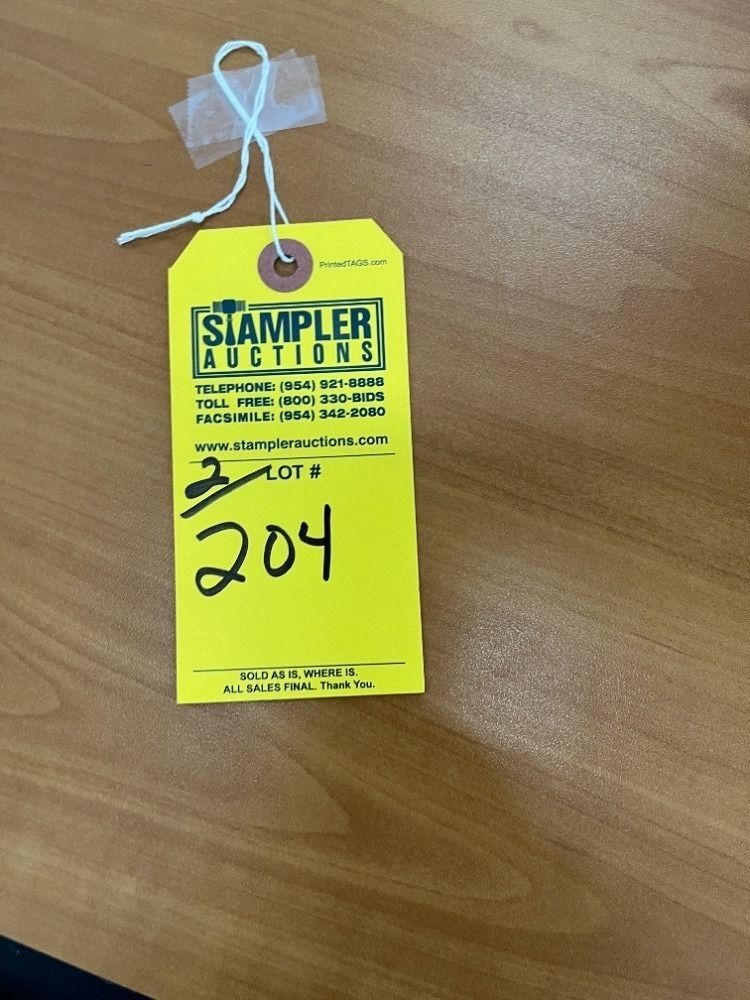 PrintedTAGS.com
STAMPLER
AUCTIONS
TELEPHONE: (954) 921-8888
TOLL FREE: (800) 330-BIDS
FACSIMILE: (954) 342-2080
www.stamplerauctions.com
2/ LOT #
204
SOLD AS IS, WHERE IS.
ALL SALES FINAL. Thank You.